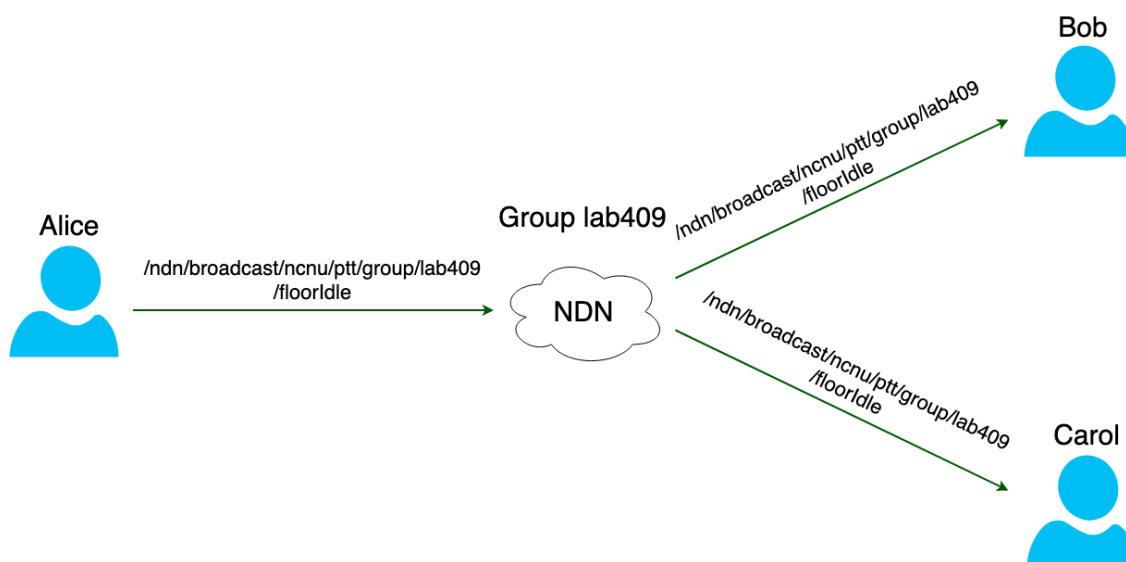 Bob
/ndn/broadcast/ncnu/ptt/group/lab409
/floorIdle
Group lab409
Alice
/ndn/broadcast/ncnu/ptt/group/lab409
/floorIdle
NDN
/ndn/broadcast/ncnu/ptt/group/lab409
/floorIdle
Carol